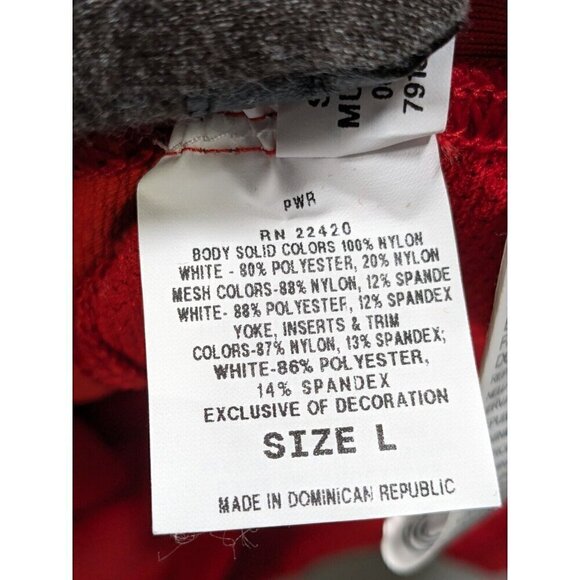 PWR
RN 22420
BODY SOLID COLORS 100% NYLON
WHITE - 80% POLYESTER, 20% NYLON
MESH COLORS-88% NYLON, 12% SPANDE
WHITE- 88% POLYESTER, 12% SPANDEX
YOKE, INSERTS & TRIM
COLORS-87% NYLON, 13% SPANDEX;
WHITE-86% POLYESTER,
14% SPANDEX
EXCLUSIVE OF DECORATION
SIZE L
MADE IN DOMINICAN REPUBLIC